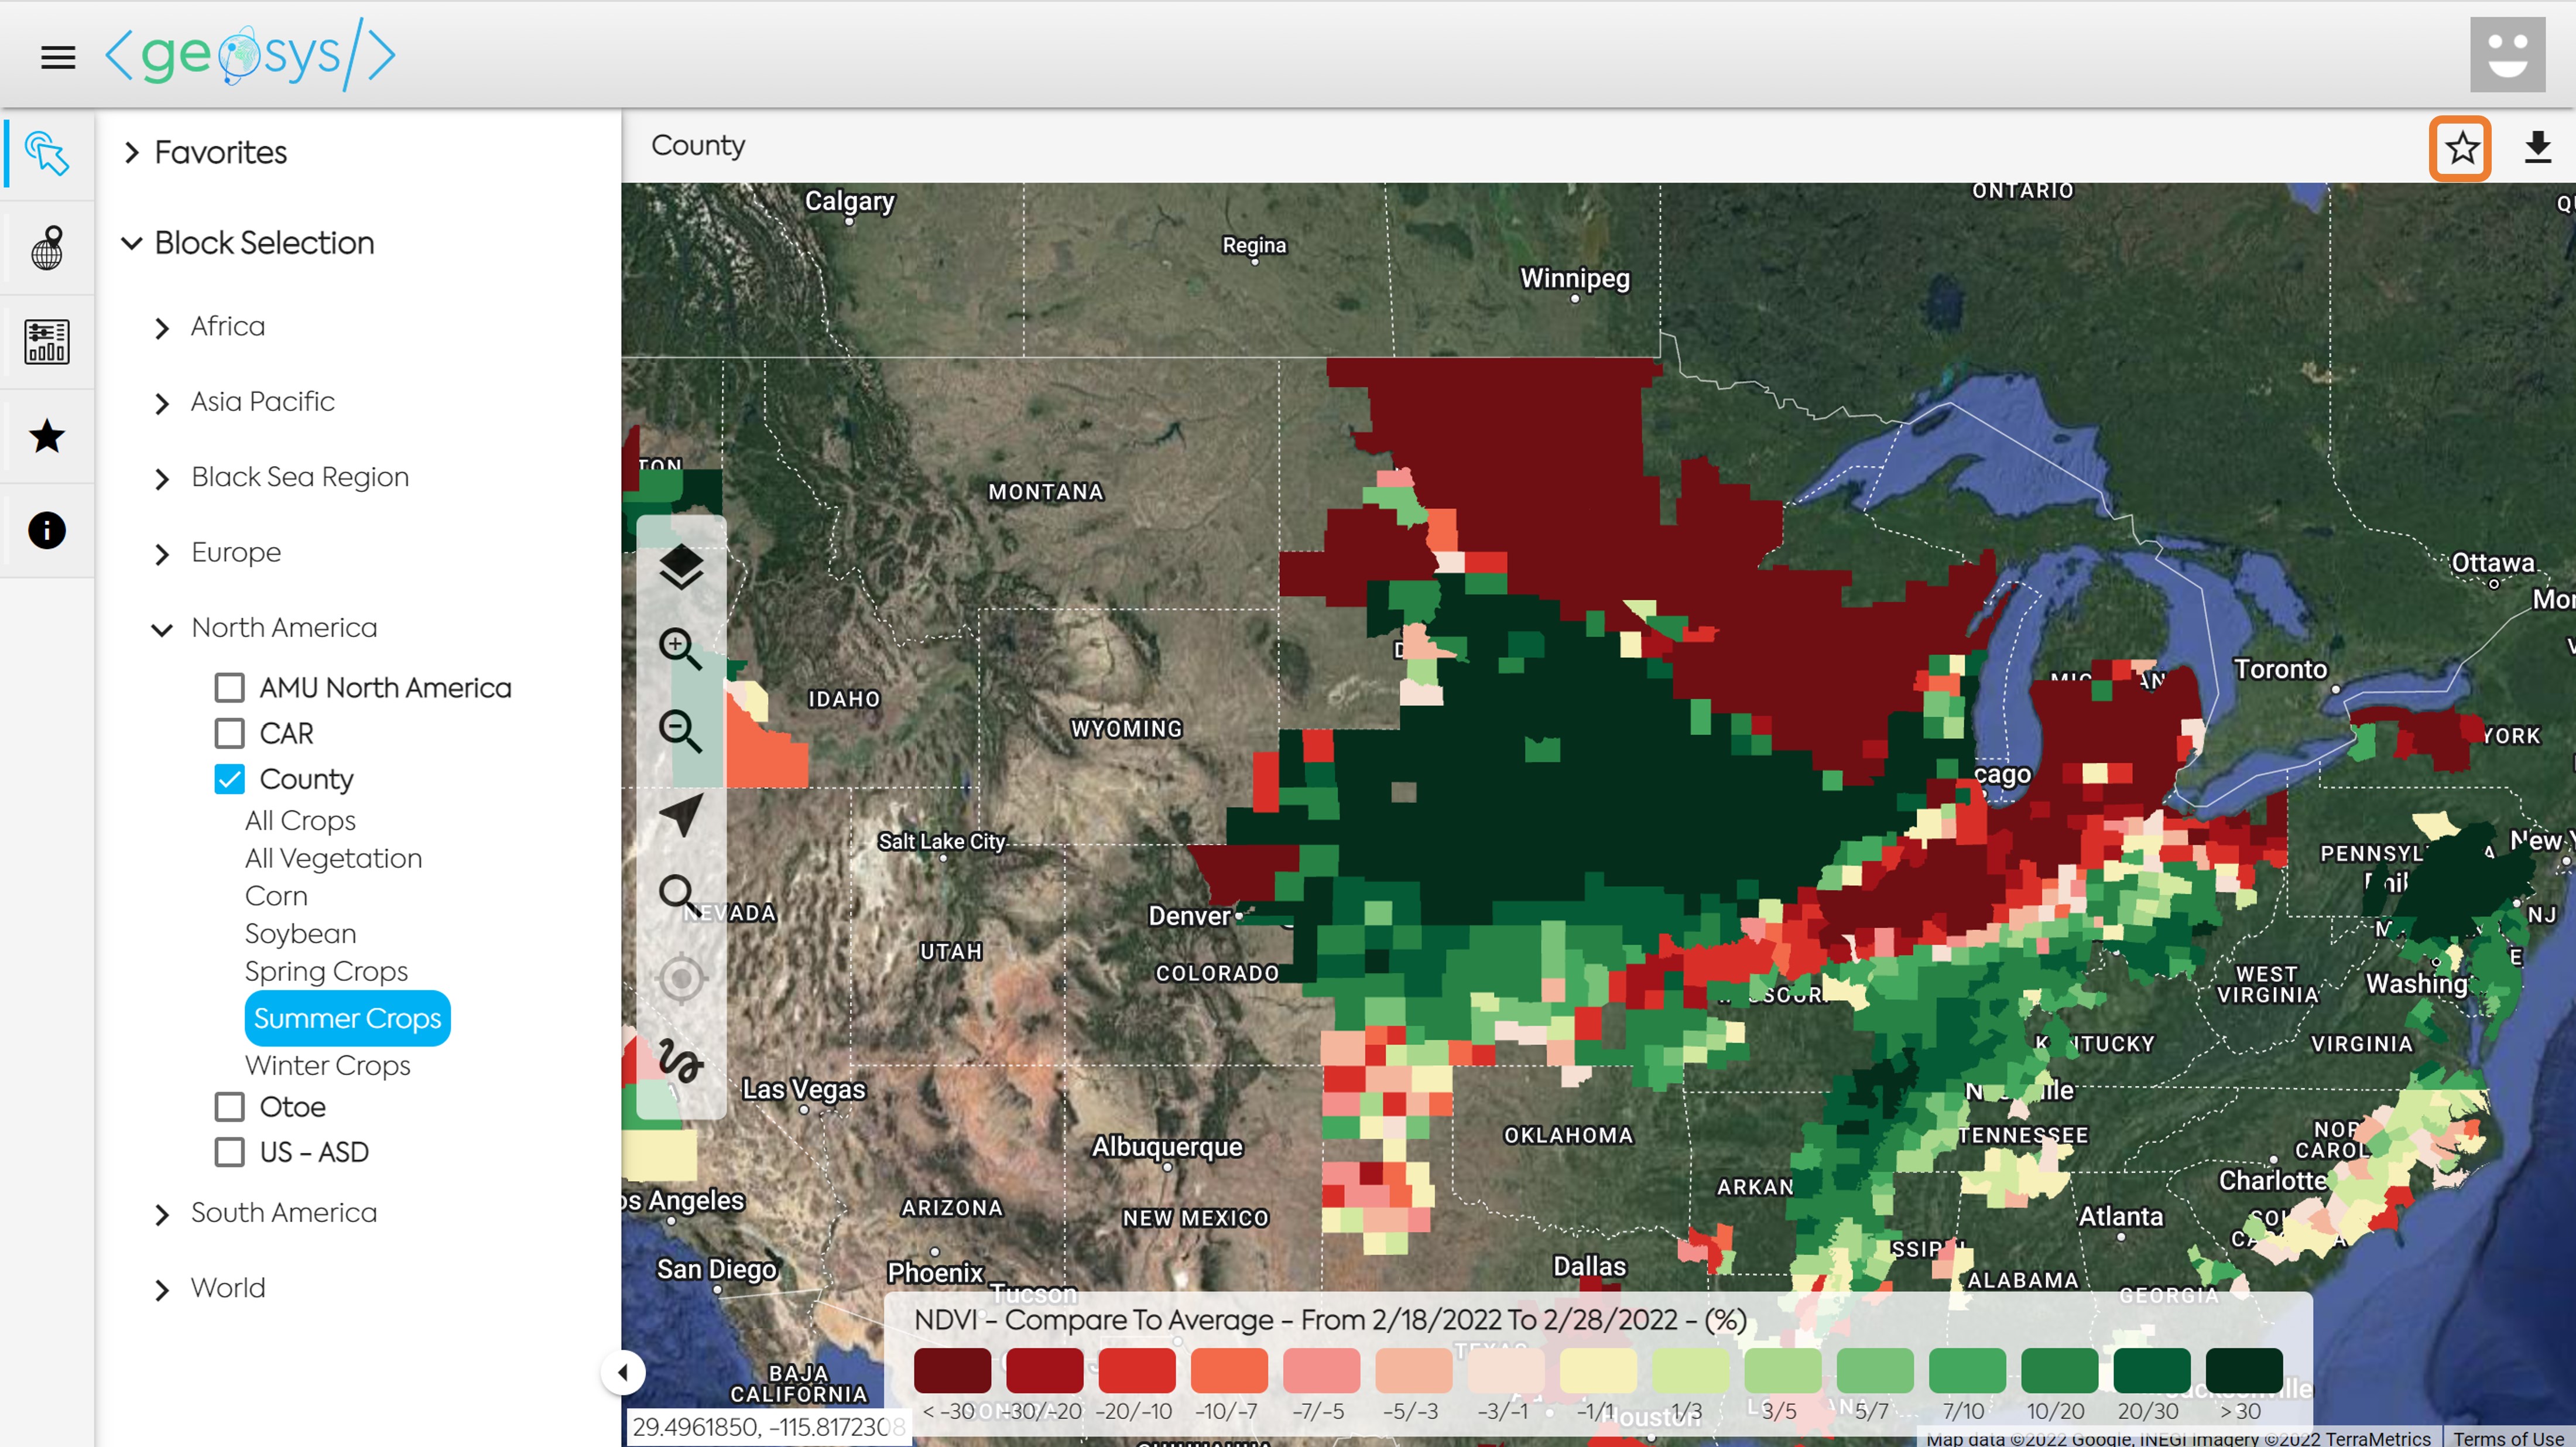 <geosys/>
Favorites
Block Selection
Africa
Asia Pacific
Black Sea Region
Europe
North America
AMU North America
CAR
County
All Crops
All Vegetation
Corn
Soybean
Spring Crops
Summer Crops
Winter Crops
Otoe
US - ASD
South America
World
County
Calgary
Regina
Winnipeg
ONTARIO
MONTANA
Ottawa
Toronto
IDAHO
WYOMING
YORK
cago
Salt Lake City
PENNSYL
New Y
NEVADA
Denver
NJ
UTAH
COLORADO
WEST
VIRGINIA
Washing
VIRGINIA
Las Vegas
TENNESSEE
Albuquerque
OKLAHOMA
ARKAN
Charlotte
os Angeles
ARIZONA
NEW MEXICO
Atlanta
San Diego
Phoenix
Dallas
SSIP
ALABAMA
Tucson
GEORGIA
NDVI - Compare To Average - From 2/18/2022 To 2/28/2022 - (%)
BAJA
CALIFORNIA
< -30 -30/-20 -20/-10 -10/-7 -7/-5 -5/-3 -3/-1 -1/1 1/3 3/5 5/7 7/10 10/20 20/30 > 30
29.4961850, -115.8172308
Map data ©2022 Google, INEGI Imagery ©2022 TerraMetrics Terms of Use